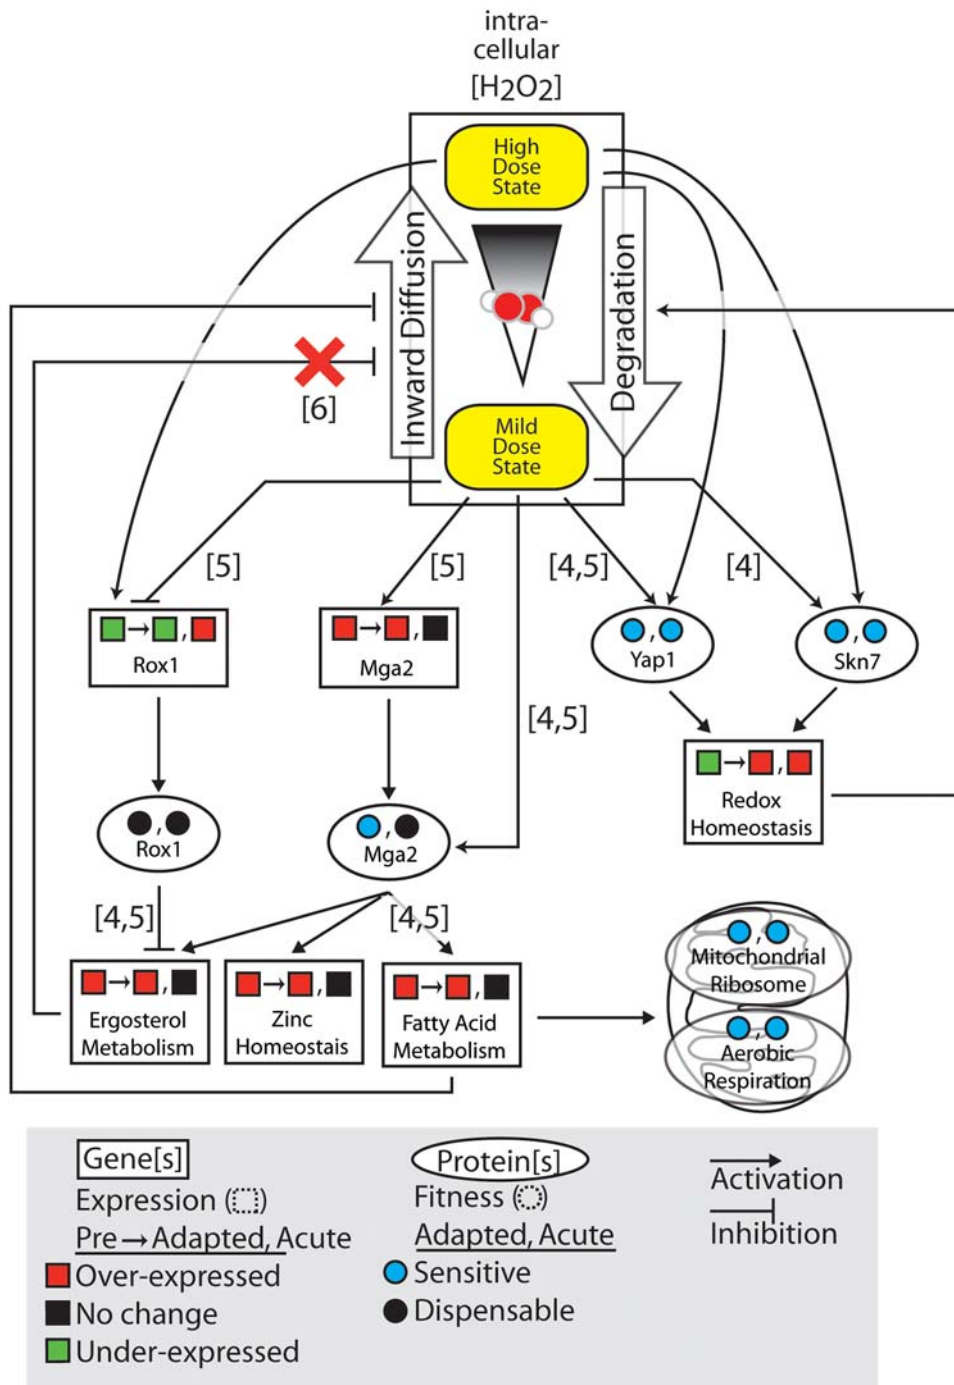 intra-
cellular
[H2O2]
High
Dose
State
Inward Diffusion
Degradation
[6]
Mild
Dose
State
[5]
[5]
[4,5]
[4]
, 
Rox1
, 
Mga2
, 
Yap1
, 
Skn7
[4,5]
, 
Redox
Homeostasis
, 
Rox1
, 
Mga2
[4,5]
[4,5]
, 
Ergosterol
Metabolism
, 
Zinc
Homeostais
, 
Fatty Acid
Metabolism
, 
Mitochondrial
Ribosome
, 
Aerobic
Respiration
Gene[s]
Expression ( )
Pre→Adapted, Acute
Over-expressed
No change
Under-expressed
Protein[s]
Fitness ( )
Adapted, Acute
Sensitive
Dispensable
Activation
Inhibition